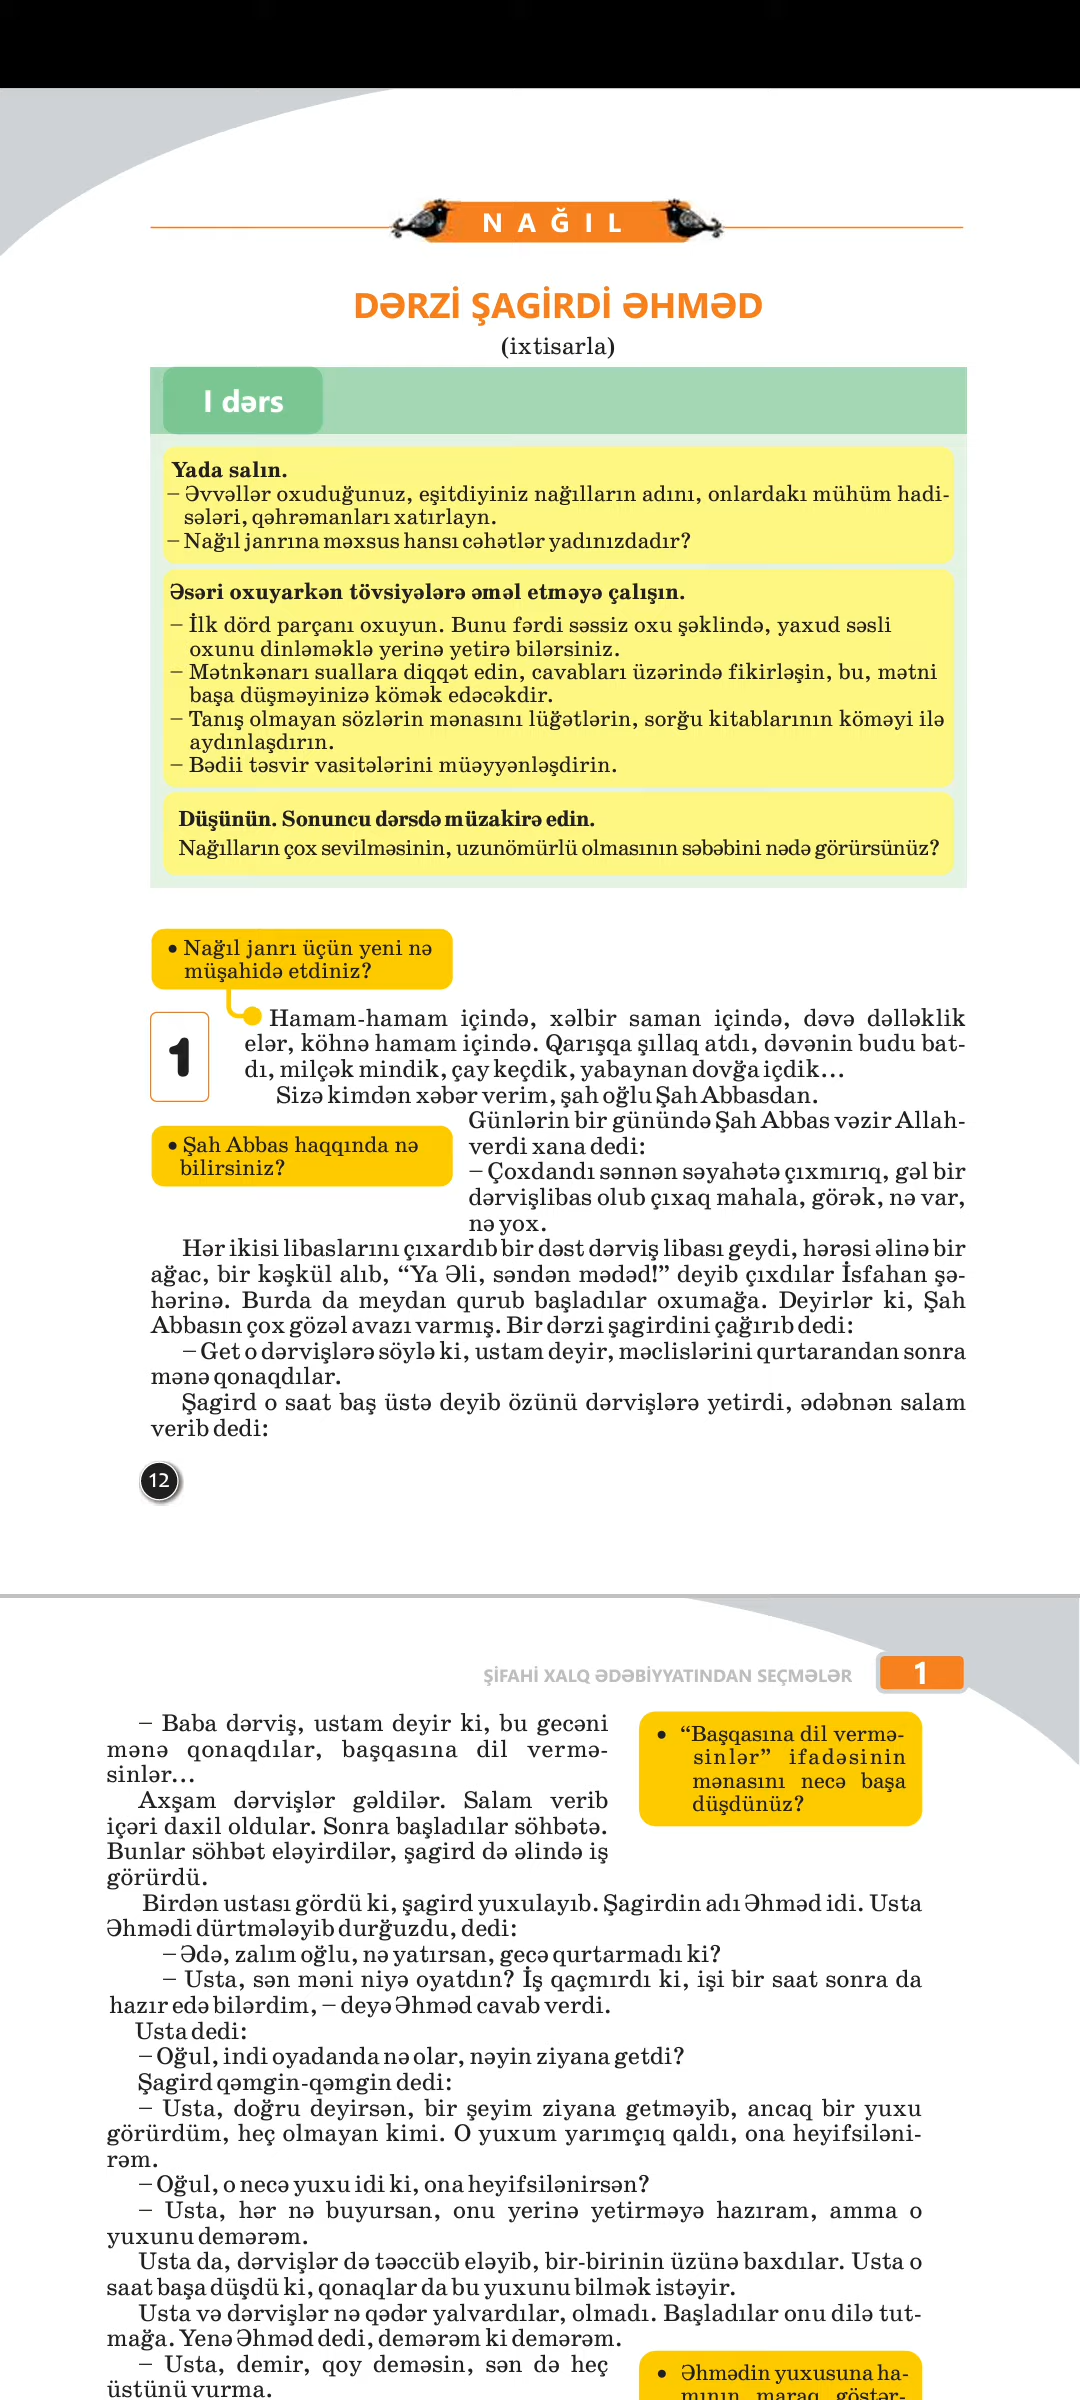 NAĞIL
DƏRZİ ŞAGİRDİ ƏHMƏD
(ixtisarla)
I dərs
Yada salın.
– Əvvəllər oxuduğunuz, eşitdiyiniz nağılların adını, onlardakı mühüm hadi-
sələri, qəhrəmanları xatırlayn.
– Nağıl janrına məxsus hansı cəhətlər yadınızdadır?
Əsəri oxuyarkən tövsiyələrə əməl etməyə çalışın.
– İlk dörd parçanı oxuyun. Bunu fərdi səssiz oxu şəklində, yaxud səsli
oxunu dinləməklə yerinə yetirə bilərsiniz.
– Mətnkənarı suallara diqqət edin, cavabları üzərində fikirləşin, bu, mətni
başa düşməyinizə kömək edəcəkdir.
– Tanış olmayan sözlərin mənasını lüğətlərin, sorğu kitablarının köməyi ilə
aydınlaşdırın.
– Bədii təsvir vasitələrini müəyyənləşdirin.
Düşünün. Sonuncu dərsdə müzakirə edin.
Nağılların çox sevilməsinin, uzunömürlü olmasının səbəbini nədə görürsünüz?
• Nağıl janrı üçün yeni nə
müşahidə etdiniz?
1
Hamam-hamam içində, xəlbir saman içində, dəvə dəlləklik
elər, köhnə hamam içində. Qarışqa şıllaq atdı, dəvənin budu bat-
dı, milçək mindik, çay keçdik, yabaynan dovğa içdik...
Sizə kimdən xəbər verim, şah oğlu Şah Abbasdan.
• Şah Abbas haqqında nə
bilirsiniz?
Günlərin bir günündə Şah Abbas vəzir Allah-
verdi xana dedi:
– Çoxdandı sənnən səyahətə çıxmırıq, gəl bir
dərvişlibas olub çıxaq mahala, görək, nə var,
nə yox.
Hər ikisi libaslarını çıxardıb bir dəst dərviş libası geydi, hərəsi əlinə bir
ağac, bir kəşkül alıb, “Ya Əli, səndən mədəd!” deyib çıxdılar İsfahan şə-
hərinə. Burda da meydan qurub başladılar oxumağa. Deyirlər ki, Şah
Abbasın çox gözəl avazı varmış. Bir dərzi şagirdini çağırıb dedi:
– Get o dərvişlərə söylə ki, ustam deyir, məclislərini qurtarandan sonra
mənə qonaqdılar.
Şagird o saat baş üstə deyib özünü dərvişlərə yetirdi, ədəbnən salam
verib dedi:
12
ŞİFAHİ XALQ ƏDƏBİYYATINDAN SEÇMƏLƏR
1
– Baba dərviş, ustam deyir ki, bu gecəni
mənə qonaqdılar, başqasına dil vermə-
sinlər...
• “Başqasına dil vermə-
sinlər” ifadəsinin
mənasını necə başa
düşdünüz?
Axşam dərvişlər gəldilər. Salam verib
içəri daxil oldular. Sonra başladılar söhbətə.
Bunlar söhbət eləyirdilər, şagird də əlində iş
görürdü.
Birdən ustası gördü ki, şagird yuxulayıb. Şagirdin adı Əhməd idi. Usta
Əhmədi dürtmələyib durğuzdu, dedi:
– Ədə, zalım oğlu, nə yatırsan, gecə qurtarmadı ki?
– Usta, sən məni niyə oyatdın? İş qaçmırdı ki, işi bir saat sonra da
hazır edə bilərdim, – deyə Əhməd cavab verdi.
Usta dedi:
– Oğul, indi oyadanda nə olar, nəyin ziyana getdi?
Şagird qəmgin-qəmgin dedi:
– Usta, doğru deyirsən, bir şeyim ziyana getməyib, ancaq bir yuxu
görürdüm, heç olmayan kimi. O yuxum yarımçıq qaldı, ona heyifsiləni-
rəm.
– Oğul, o necə yuxu idi ki, ona heyifsilənirsən?
– Usta, hər nə buyursan, onu yerinə yetirməyə hazıram, amma o
yuxunu demərəm.
Usta da, dərvişlər də təəccüb eləyib, bir-birinin üzünə baxdılar. Usta o
saat başa düşdü ki, qonaqlar da bu yuxunu bilmək istəyir.
Usta və dərvişlər nə qədər yalvardılar, olmadı. Başladılar onu dilə tut-
mağa. Yenə Əhməd dedi, demərəm ki demərəm.
– Usta, demir, qoy deməsin, sən də heç
üstünü vurma.
• Əhmədin yuxusuna ha-
mının maraq göstər-